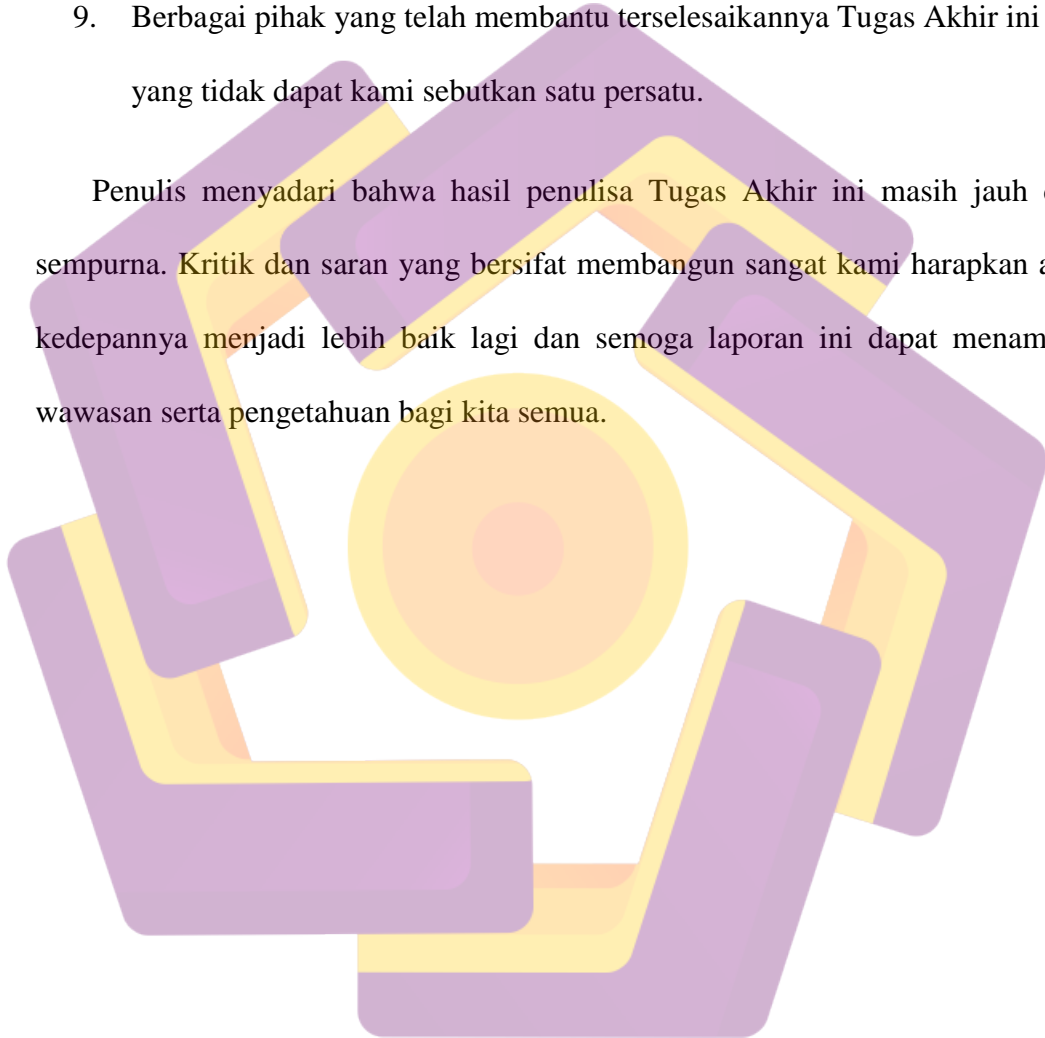 9. Berbagai pihak yang telah membantu terselesaikannya Tugas Akhir ini
yang tidak dapat kami sebutkan satu persatu.
Penulis menyadari bahwa hasil penulisa Tugas Akhir ini masih jauh
sempurna. Kritik dan saran yang bersifat membangun sangat kami harapkan
kedepannya menjadi lebih baik lagi dan semoga laporan ini dapat
wawasan serta pengetahuan bagi kita semua.